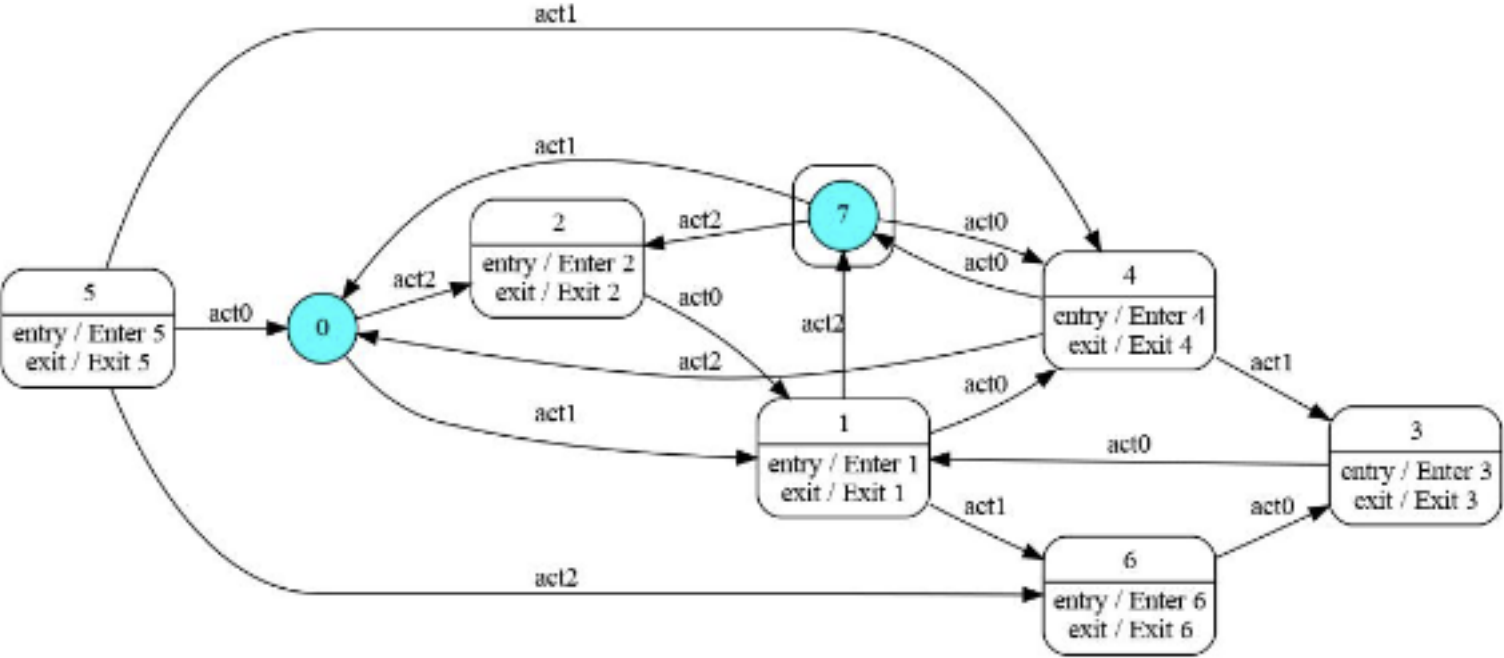 act1
act1
7
2
entry / Enter 2
exit / Exit 2
act2
act0
act0
4
entry / Enter 4
exit / Exit 4
5
entry / Enter 5
exit / Exit 5
act0
0
act2
act0
act2
act2
act1
act0
act1
1
entry / Enter 1
exit / Exit 1
act0
3
entry / Enter 3
exit / Exit 3
act1
act0
6
entry / Enter 6
exit / Exit 6
act2